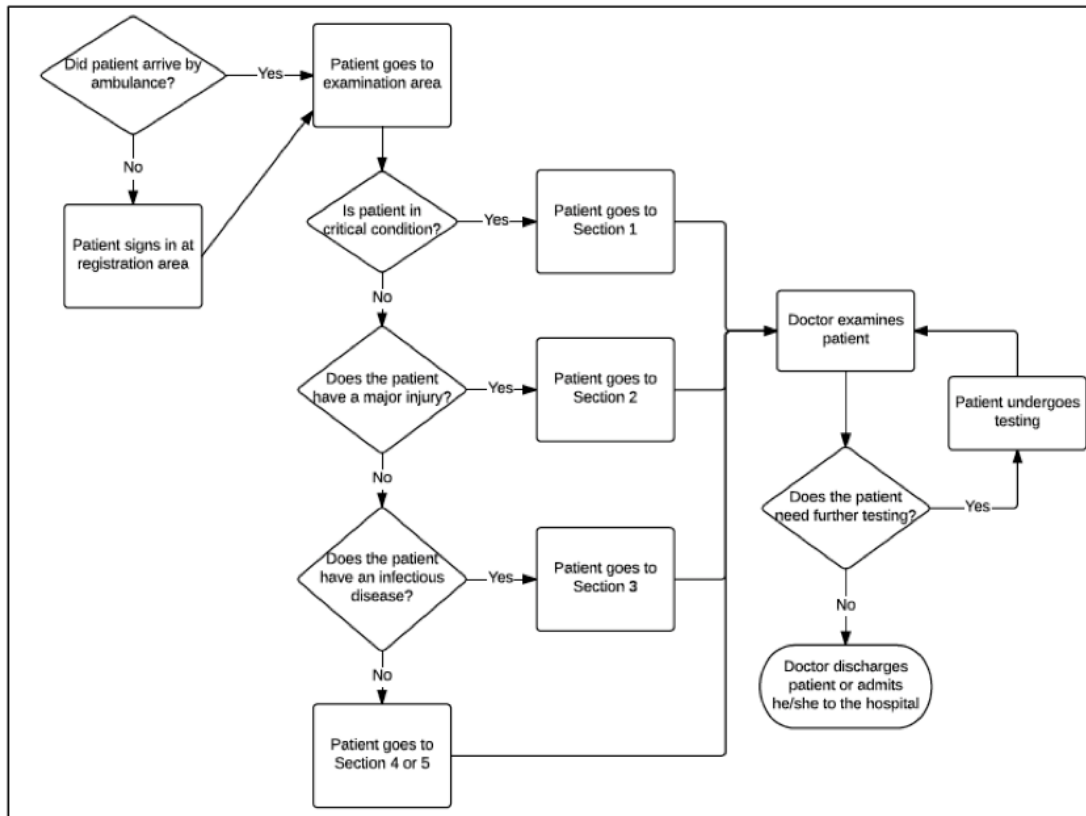 Did patient arrive by
ambulance?
Yes
Patient goes to
examination area
No
Patient signs in at
registration area
Is patient in
critical condition?
Yes
Patient goes to
Section 1
No
Does the patient
have a major injury?
Yes
Patient goes to
Section 2
No
Does the patient
have an infectious
disease?
Yes
Patient goes to
Section 3
No
Patient goes to
Section 4 or 5
Doctor examines
patient
Patient undergoes
testing
Does the patient
need further testing?
Yes
No
Doctor discharges
patient or admits
he/she to the hospital